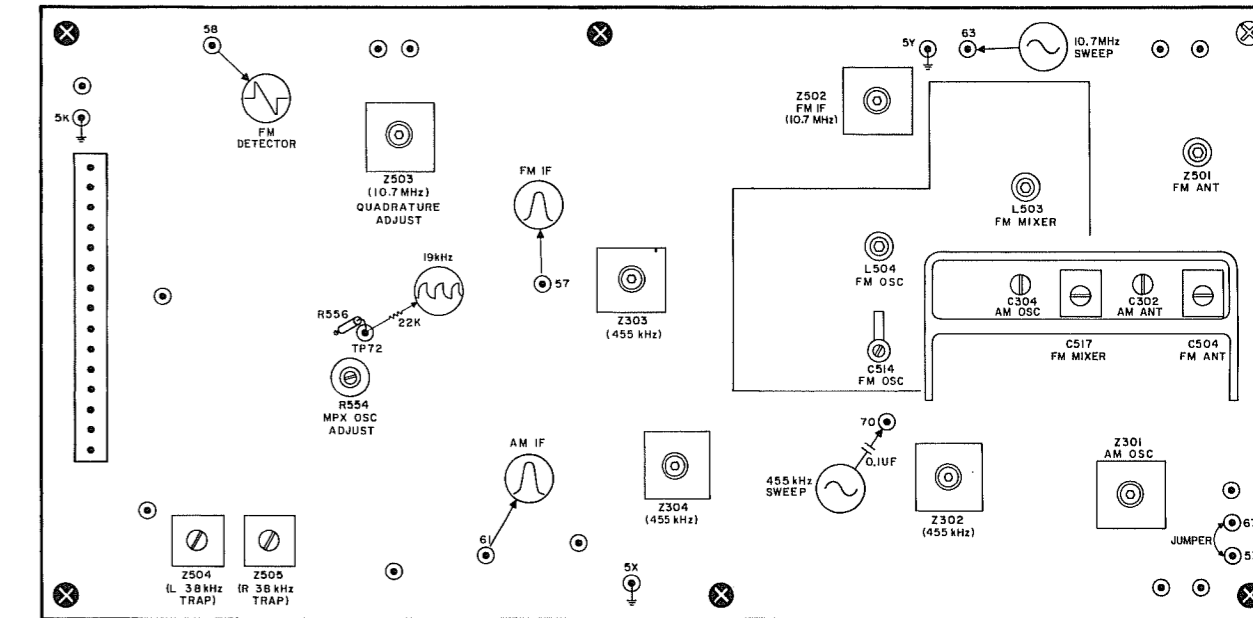 58
5Y
63
10.7MHz
SWEEP
Z502
FM IF
(10.7 MHz)
5K
FM
DETECTOR
Z503
(10.7 MHz)
QUADRATURE
ADJUST
FM IF
Z501
FM ANT
L503
FM MIXER
L504
FM OSC
19kHz
57
C304
AM OSC
C302
AM ANT
R556
22K
TP72
Z303
(455 kHz)
C517
FM MIXER
C504
FM ANT
C514
FM OSC
R554
MPX OSC
ADJUST
70
0.1UF
AM IF
Z301
AM OSC
455 kHz
SWEEP
Z304
(455 kHz)
Z302
(455 kHz)
67
JUMPER
61
5X
Z504
(L 38 kHz
TRAP)
Z505
(R 38 kHz
TRAP)